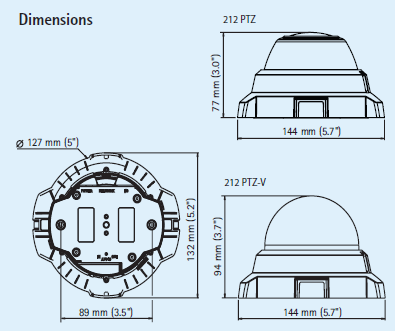 Dimensions
212 PTZ
77 mm (3.0")
144 mm (5.7")
⌀ 127 mm (5")
132 mm (5.2")
89 mm (3.5")
212 PTZ-V
94 mm (3.7")
144 mm (5.7")